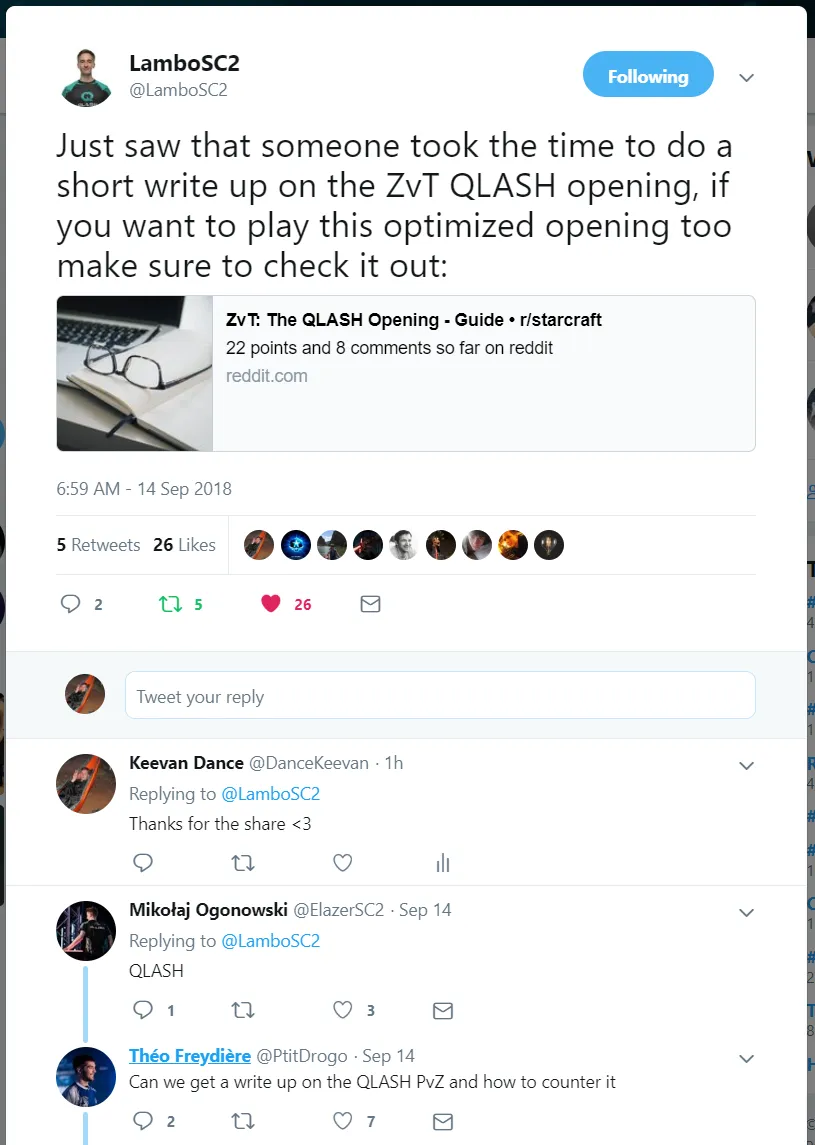 LamboSC2
@LamboSC2
Following
Just saw that someone took the time to do a
short write up on the ZvT QLASH opening, if
you want to play this optimized opening too
make sure to check it out:
ZvT: The QLASH Opening - Guide • r/starcraft
22 points and 8 comments so far on reddit
reddit.com
6:59 AM - 14 Sep 2018
5 Retweets 26 Likes
2 5 26
Tweet your reply
Keevan Dance @DanceKeevan · 1h
Replying to @LamboSC2
Thanks for the share <3
Mikołaj Ogonowski @ElazerSC2 · Sep 14
Replying to @LamboSC2
QLASH
1 3
Théo Freydière @PtitDrogo · Sep 14
Can we get a write up on the QLASH PvZ and how to counter it
2 7